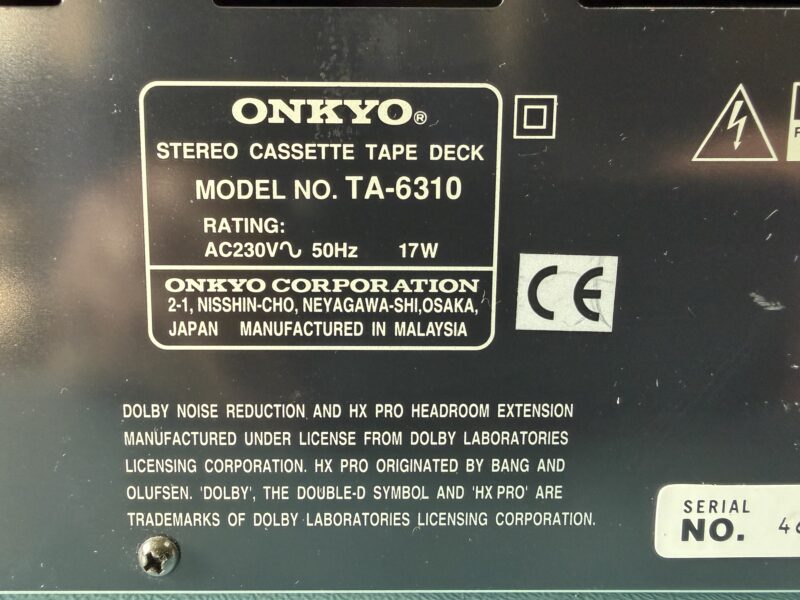 ONKYO®
STEREO CASSETTE TAPE DECK
MODEL NO. TA-6310
RATING:
AC230V∿ 50Hz 17W
ONKYO CORPORATION
2-1, NISSHIN-CHO, NEYAGAWA-SHI,OSAKA,
JAPAN MANUFACTURED IN MALAYSIA
CE
DOLBY NOISE REDUCTION AND HX PRO HEADROOM EXTENSION
MANUFACTURED UNDER LICENSE FROM DOLBY LABORATORIES
LICENSING CORPORATION. HX PRO ORIGINATED BY BANG AND
OLUFSEN. 'DOLBY', THE DOUBLE-D SYMBOL AND 'HX PRO' ARE
TRADEMARKS OF DOLBY LABORATORIES LICENSING CORPORATION.
SERIAL
NO.